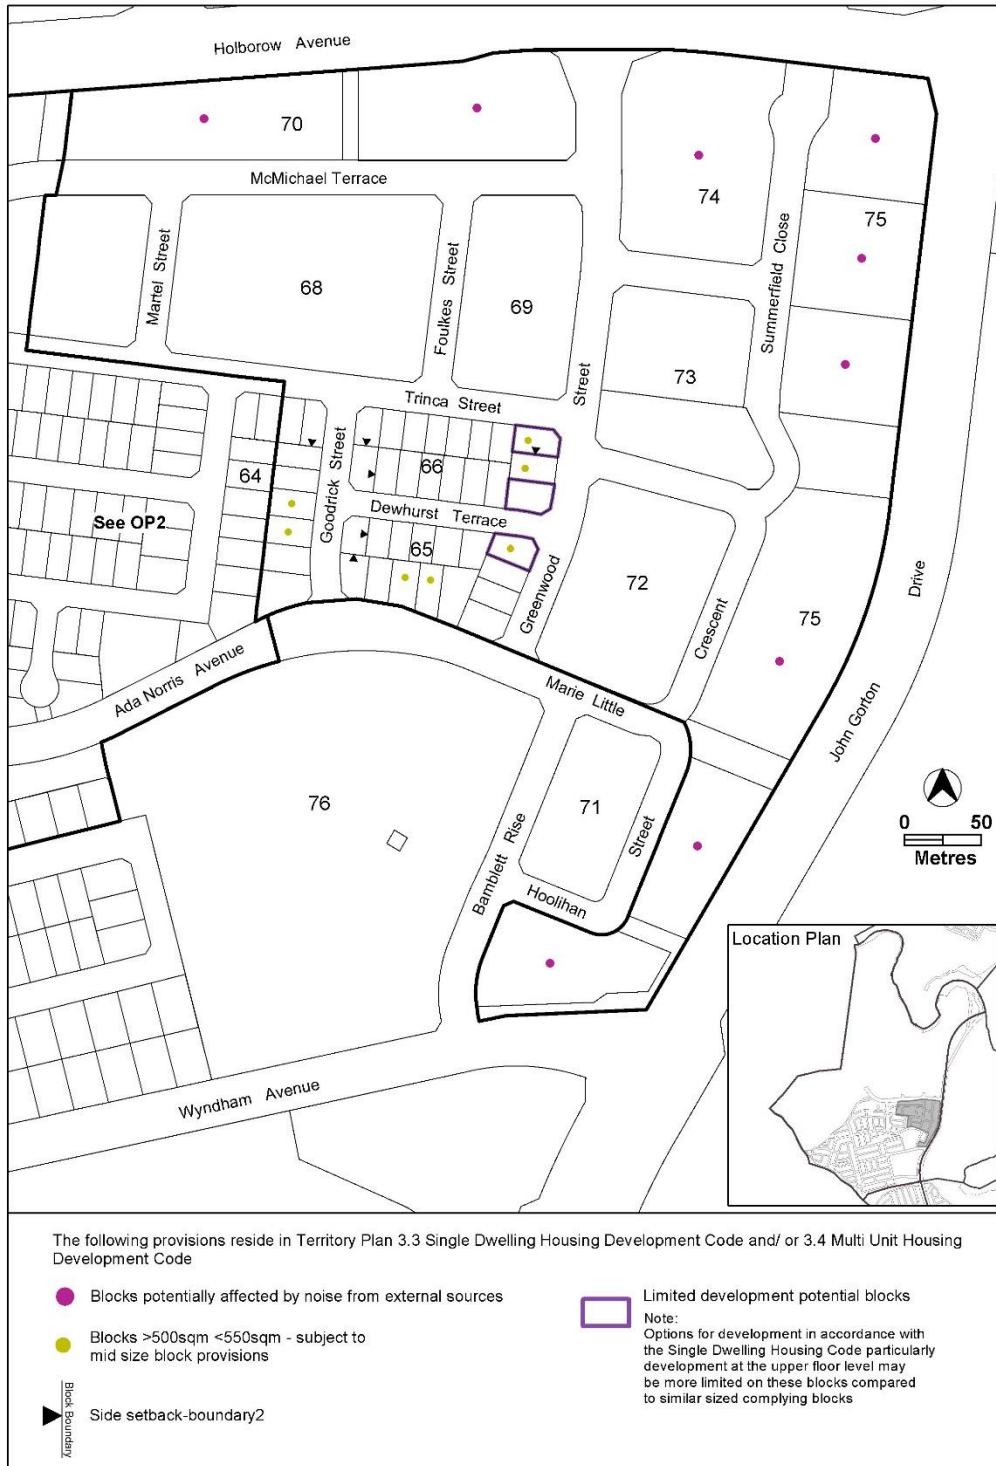 Holborow Avenue
70
McMichael Terrace
74
75
Martel Street
68
Foulkes Street
69
Summerfield Close
73
Street
Trinca Street
64
Goodrick Street
66
See OP2
Dewhurst Terrace
65
Greenwood
72
Crescent
75
Drive
Ada Norris Avenue
Marie Little
John Gorton
76
Bamblett Rise
71
Street
Hoolihan
0 50
Metres
Wyndham Avenue
Location Plan
The following provisions reside in Territory Plan 3.3 Single Dwelling Housing Development Code and/ or 3.4 Multi Unit Housing
Development Code
Blocks potentially affected by noise from external sources
Blocks >500sqm <550sqm - subject to
mid size block provisions
Block Boundary
Side setback-boundary2
Limited development potential blocks
Note:
Options for development in accordance with
the Single Dwelling Housing Code particularly
development at the upper floor level may
be more limited on these blocks compared
to similar sized complying blocks